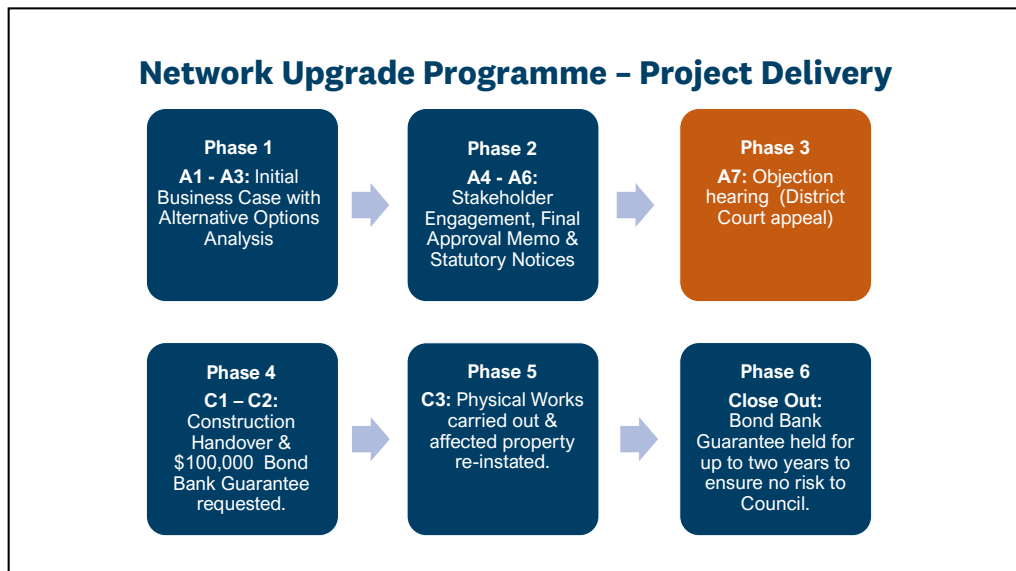 Network Upgrade Programme – Project Delivery
Phase 1
A1 - A3: Initial
Business Case with
Alternative Options
Analysis
Phase 2
A4 - A6:
Stakeholder
Engagement, Final
Approval Memo &
Statutory Notices
Phase 3
A7: Objection
hearing  (District
Court appeal)
Phase 4
C1 – C2:
Construction
Handover &
$100,000  Bond
Bank Guarantee
requested.
Phase 5
C3: Physical Works
carried out &
affected property
re-instated.
Phase 6
Close Out:
Bond Bank
Guarantee held for
up to two years to
ensure no risk to
Council.